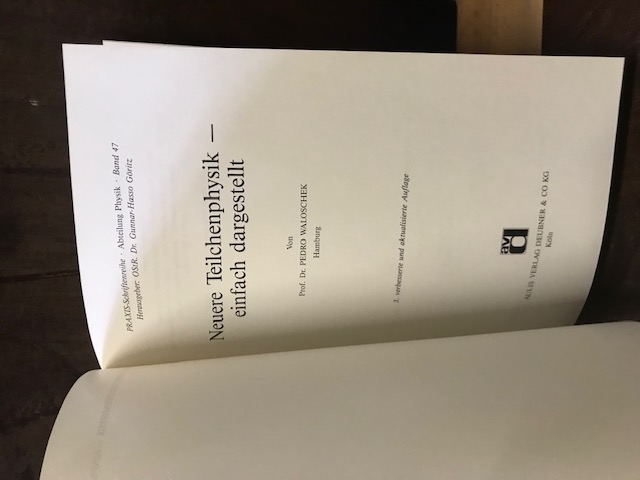 PRAXIS-Schriftenreihe · Abteilung Physik · Band 47
Herausgeber: OStR. Dr. Gunnar-Hasso Göritz
Neuere Teilchenphysik —
einfach dargestellt
Von
Prof. Dr. PEDRO WALOSCHEK
Hamburg
verbesserte und aktualisierte Auflage
avd
AULIS VERLAG DEUBNER & CO KG
Köln